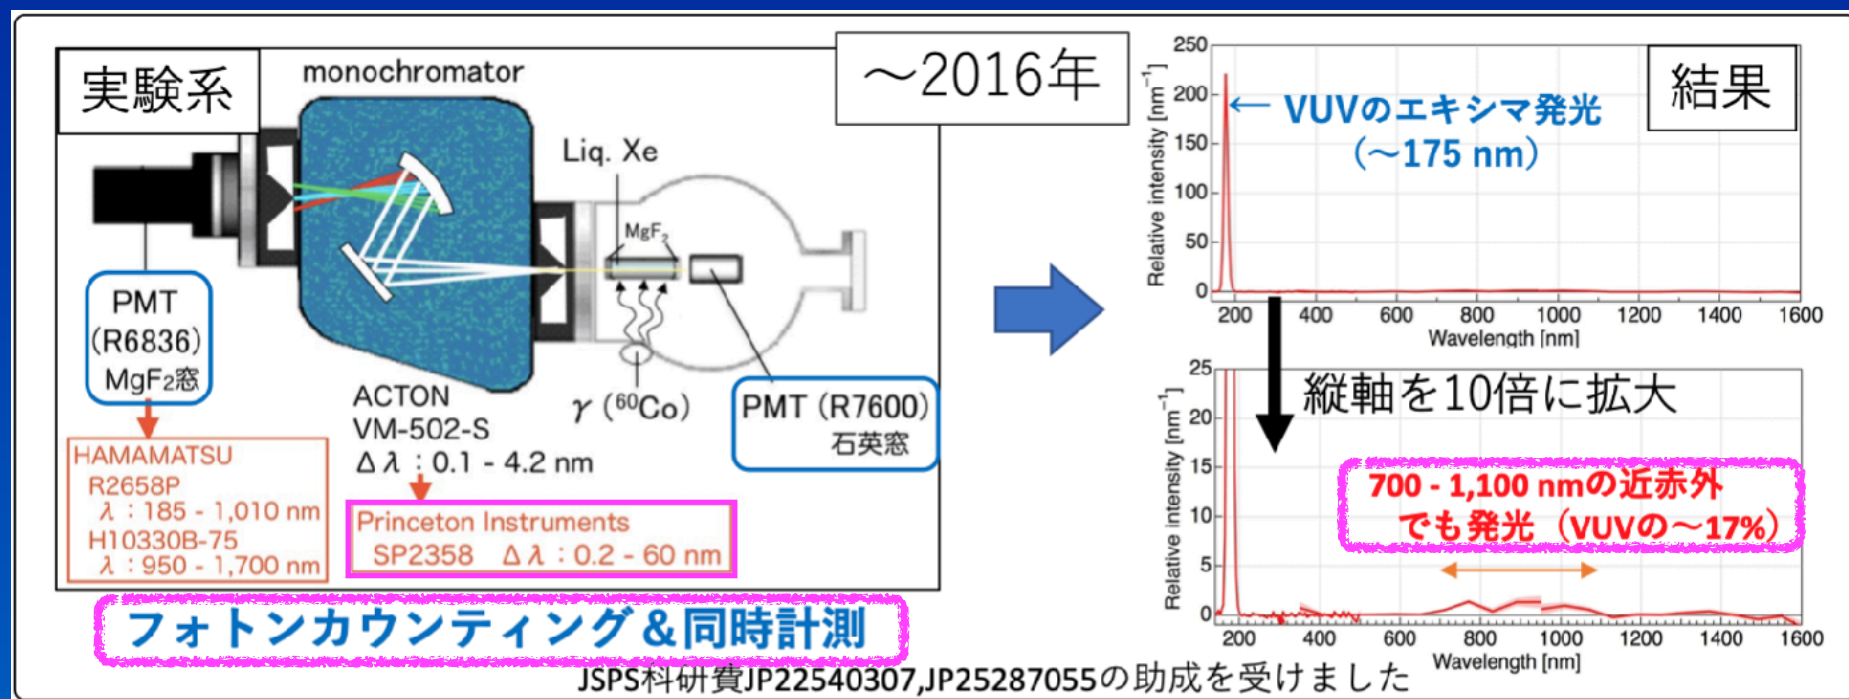 実験系
～2016年
monochromator
Liq. Xe
MgF₂
PMT
(R6836)
MgF₂窓
ACTON
VM-502-S
Δλ：0.1 - 4.2 nm
γ (⁶⁰Co)
PMT (R7600)
石英窓
HAMAMATSU
R2658P
λ：185 - 1,010 nm
H10330B-75
λ：950 - 1,700 nm
Princeton Instruments
SP2358 Δλ：0.2 - 60 nm
フォトンカウンティング＆同時計測
結果
Relative intensity [nm⁻¹]
250
200
150
100
50
0
← VUVのエキシマ発光
（～175 nm）
200 400 600 800 1000 1200 1400 1600
Wavelength [nm]
縦軸を10倍に拡大
Relative intensity [nm⁻¹]
25
20
15
10
5
0
700 - 1,100 nmの近赤外
でも発光（VUVの～17%）
200 400 600 800 1000 1200 1400 1600
Wavelength [nm]
JSPS科研費JP22540307,JP25287055の助成を受けました